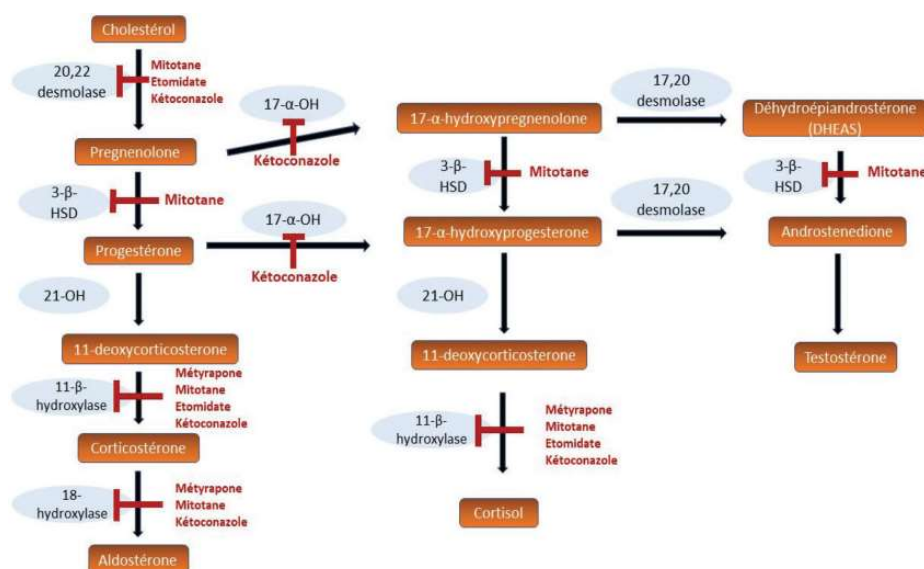 Cholestérol
20,22
desmolase
Mitotane
Etomidate
Kétoconazole
17-α-OH
Kétoconazole
17,20
desmolase
Pregnenolone
17-α-hydroxypregnenolone
Déhydroépiandrostérone
(DHEAS)
3-β-
HSD
Mitotane
3-β-
HSD
Mitotane
3-β-
HSD
Mitotane
17-α-OH
Kétoconazole
17,20
desmolase
Progestérone
17-α-hydroxyprogesterone
Androstenedione
21-OH
21-OH
11-deoxycorticosterone
11-deoxycorticosterone
Testostérone
11-β-
hydroxylase
Métyrapone
Mitotane
Etomidate
Kétoconazole
11-β-
hydroxylase
Métyrapone
Mitotane
Etomidate
Kétoconazole
Corticostérone
18-
hydroxylase
Métyrapone
Mitotane
Kétoconazole
Cortisol
Aldostérone